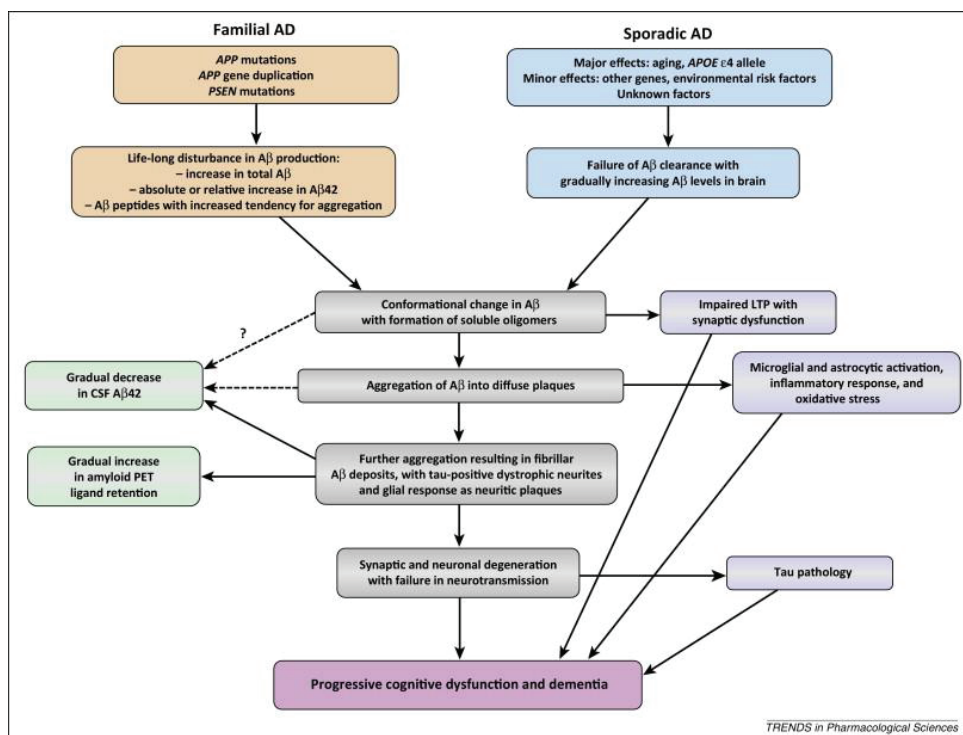 Familial AD
Sporadic AD
APP mutations
APP gene duplication
PSEN mutations
Major effects: aging, APOE ε4 allele
Minor effects: other genes, environmental risk factors
Unknown factors
Life-long disturbance in Aβ production:
– increase in total Aβ
– absolute or relative increase in Aβ42
– Aβ peptides with increased tendency for aggregation
Failure of Aβ clearance with
gradually increasing Aβ levels in brain
Conformational change in Aβ
with formation of soluble oligomers
Impaired LTP with
synaptic dysfunction
?
Gradual decrease
in CSF Aβ42
Aggregation of Aβ into diffuse plaques
Microglial and astrocytic activation,
inflammatory response, and
oxidative stress
Gradual increase
in amyloid PET
ligand retention
Further aggregation resulting in fibrillar
Aβ deposits, with tau-positive dystrophic neurites
and glial response as neuritic plaques
Synaptic and neuronal degeneration
with failure in neurotransmission
Tau pathology
Progressive cognitive dysfunction and dementia
TRENDS in Pharmacological Sciences